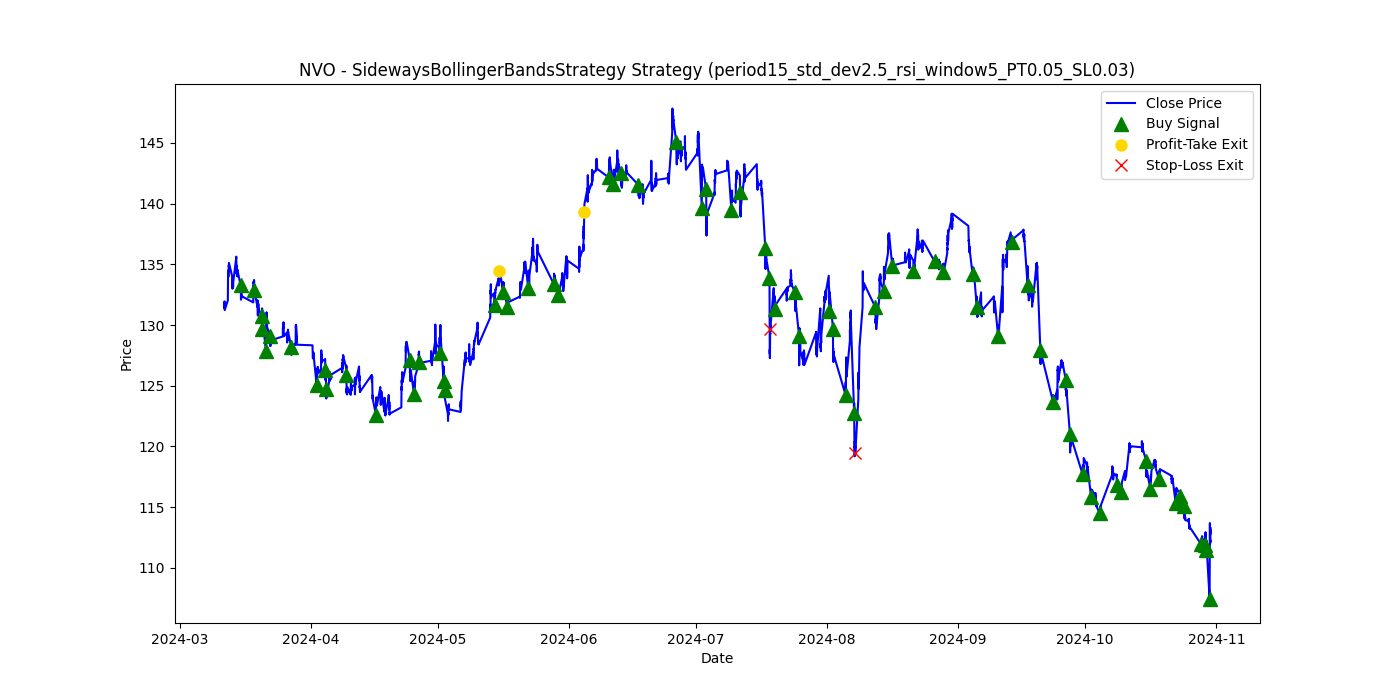 NVO - SidewaysBollingerBandsStrategy Strategy (period15_std_dev2.5_rsi_window5_PT0.05_SL0.03)
Close Price
Buy Signal
Profit-Take Exit
Stop-Loss Exit
Price
145
140
135
130
125
120
115
110
2024-03 2024-04 2024-05 2024-06 2024-07 2024-08 2024-09 2024-10 2024-11
Date